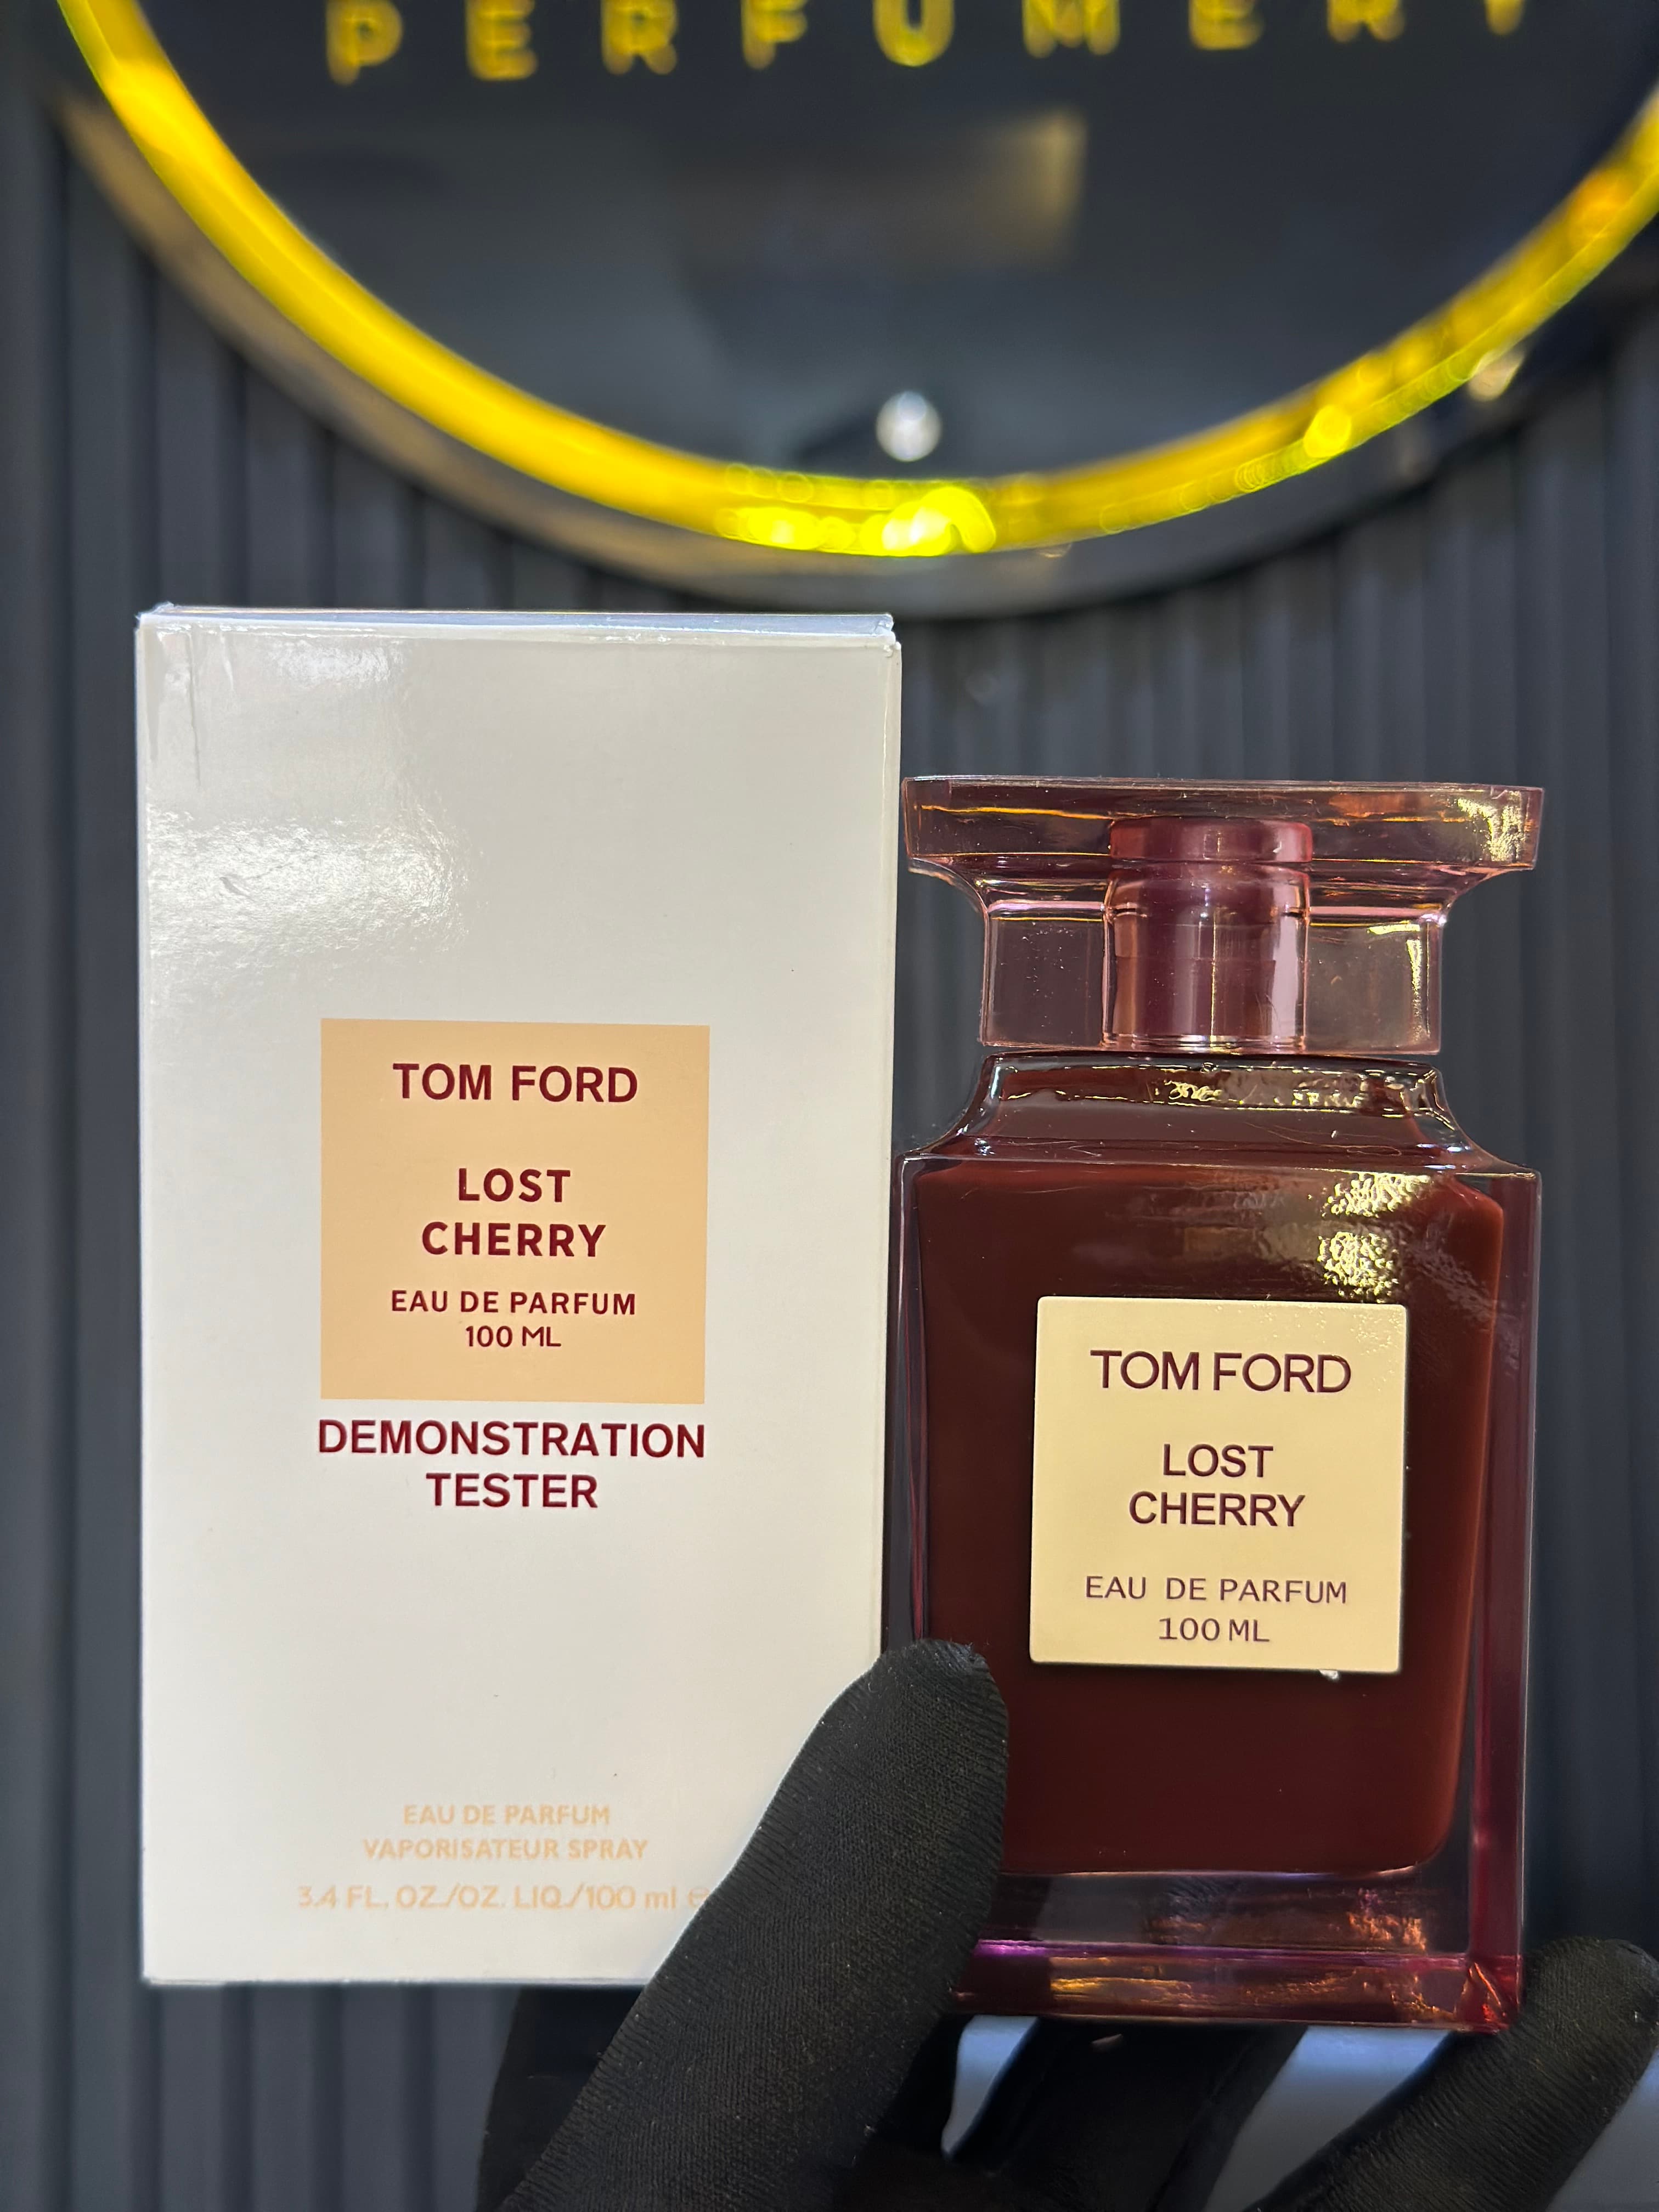 PERFUMERY
TOM FORD
LOST
CHERRY
EAU DE PARFUM
100 ML
DEMONSTRATION
TESTER
EAU DE PARFUM
VAPORISATEUR SPRAY
3.4 FL. OZ./OZ. LIQ./100 ml e
TOM FORD
LOST
CHERRY
EAU DE PARFUM
100 ML